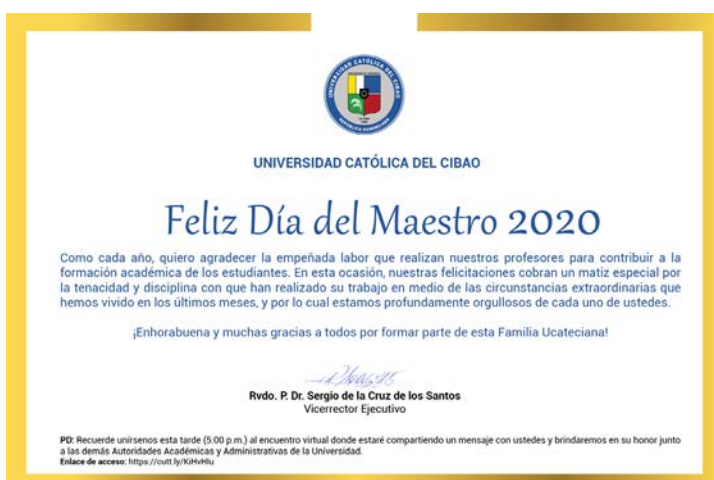 UNIVERSIDAD CATÓLICA DEL CIBAO
REPÚBLICA DOMINICANA
UNIVERSIDAD CATÓLICA DEL CIBAO
Feliz Día del Maestro 2020
Como cada año, quiero agradecer la empeñada labor que realizan nuestros profesores para contribuir a la
formación académica de los estudiantes. En esta ocasión, nuestras felicitaciones cobran un matiz especial por
la tenacidad y disciplina con que han realizado su trabajo en medio de las circunstancias extraordinarias que
hemos vivido en los últimos meses, y por lo cual estamos profundamente orgullosos de cada uno de ustedes.
¡Enhorabuena y muchas gracias a todos por formar parte de esta Familia Ucateciana!
Rvdo. P. Dr. Sergio de la Cruz de los Santos
Vicerrector Ejecutivo
PD: Recuerde unírsenos esta tarde (5:00 p.m.) al encuentro virtual donde estaré compartiendo un mensaje con ustedes y brindaremos en su honor junto
a las demás Autoridades Académicas y Administrativas de la Universidad.
Enlace de acceso: https://cutt.ly/KiHvHlu